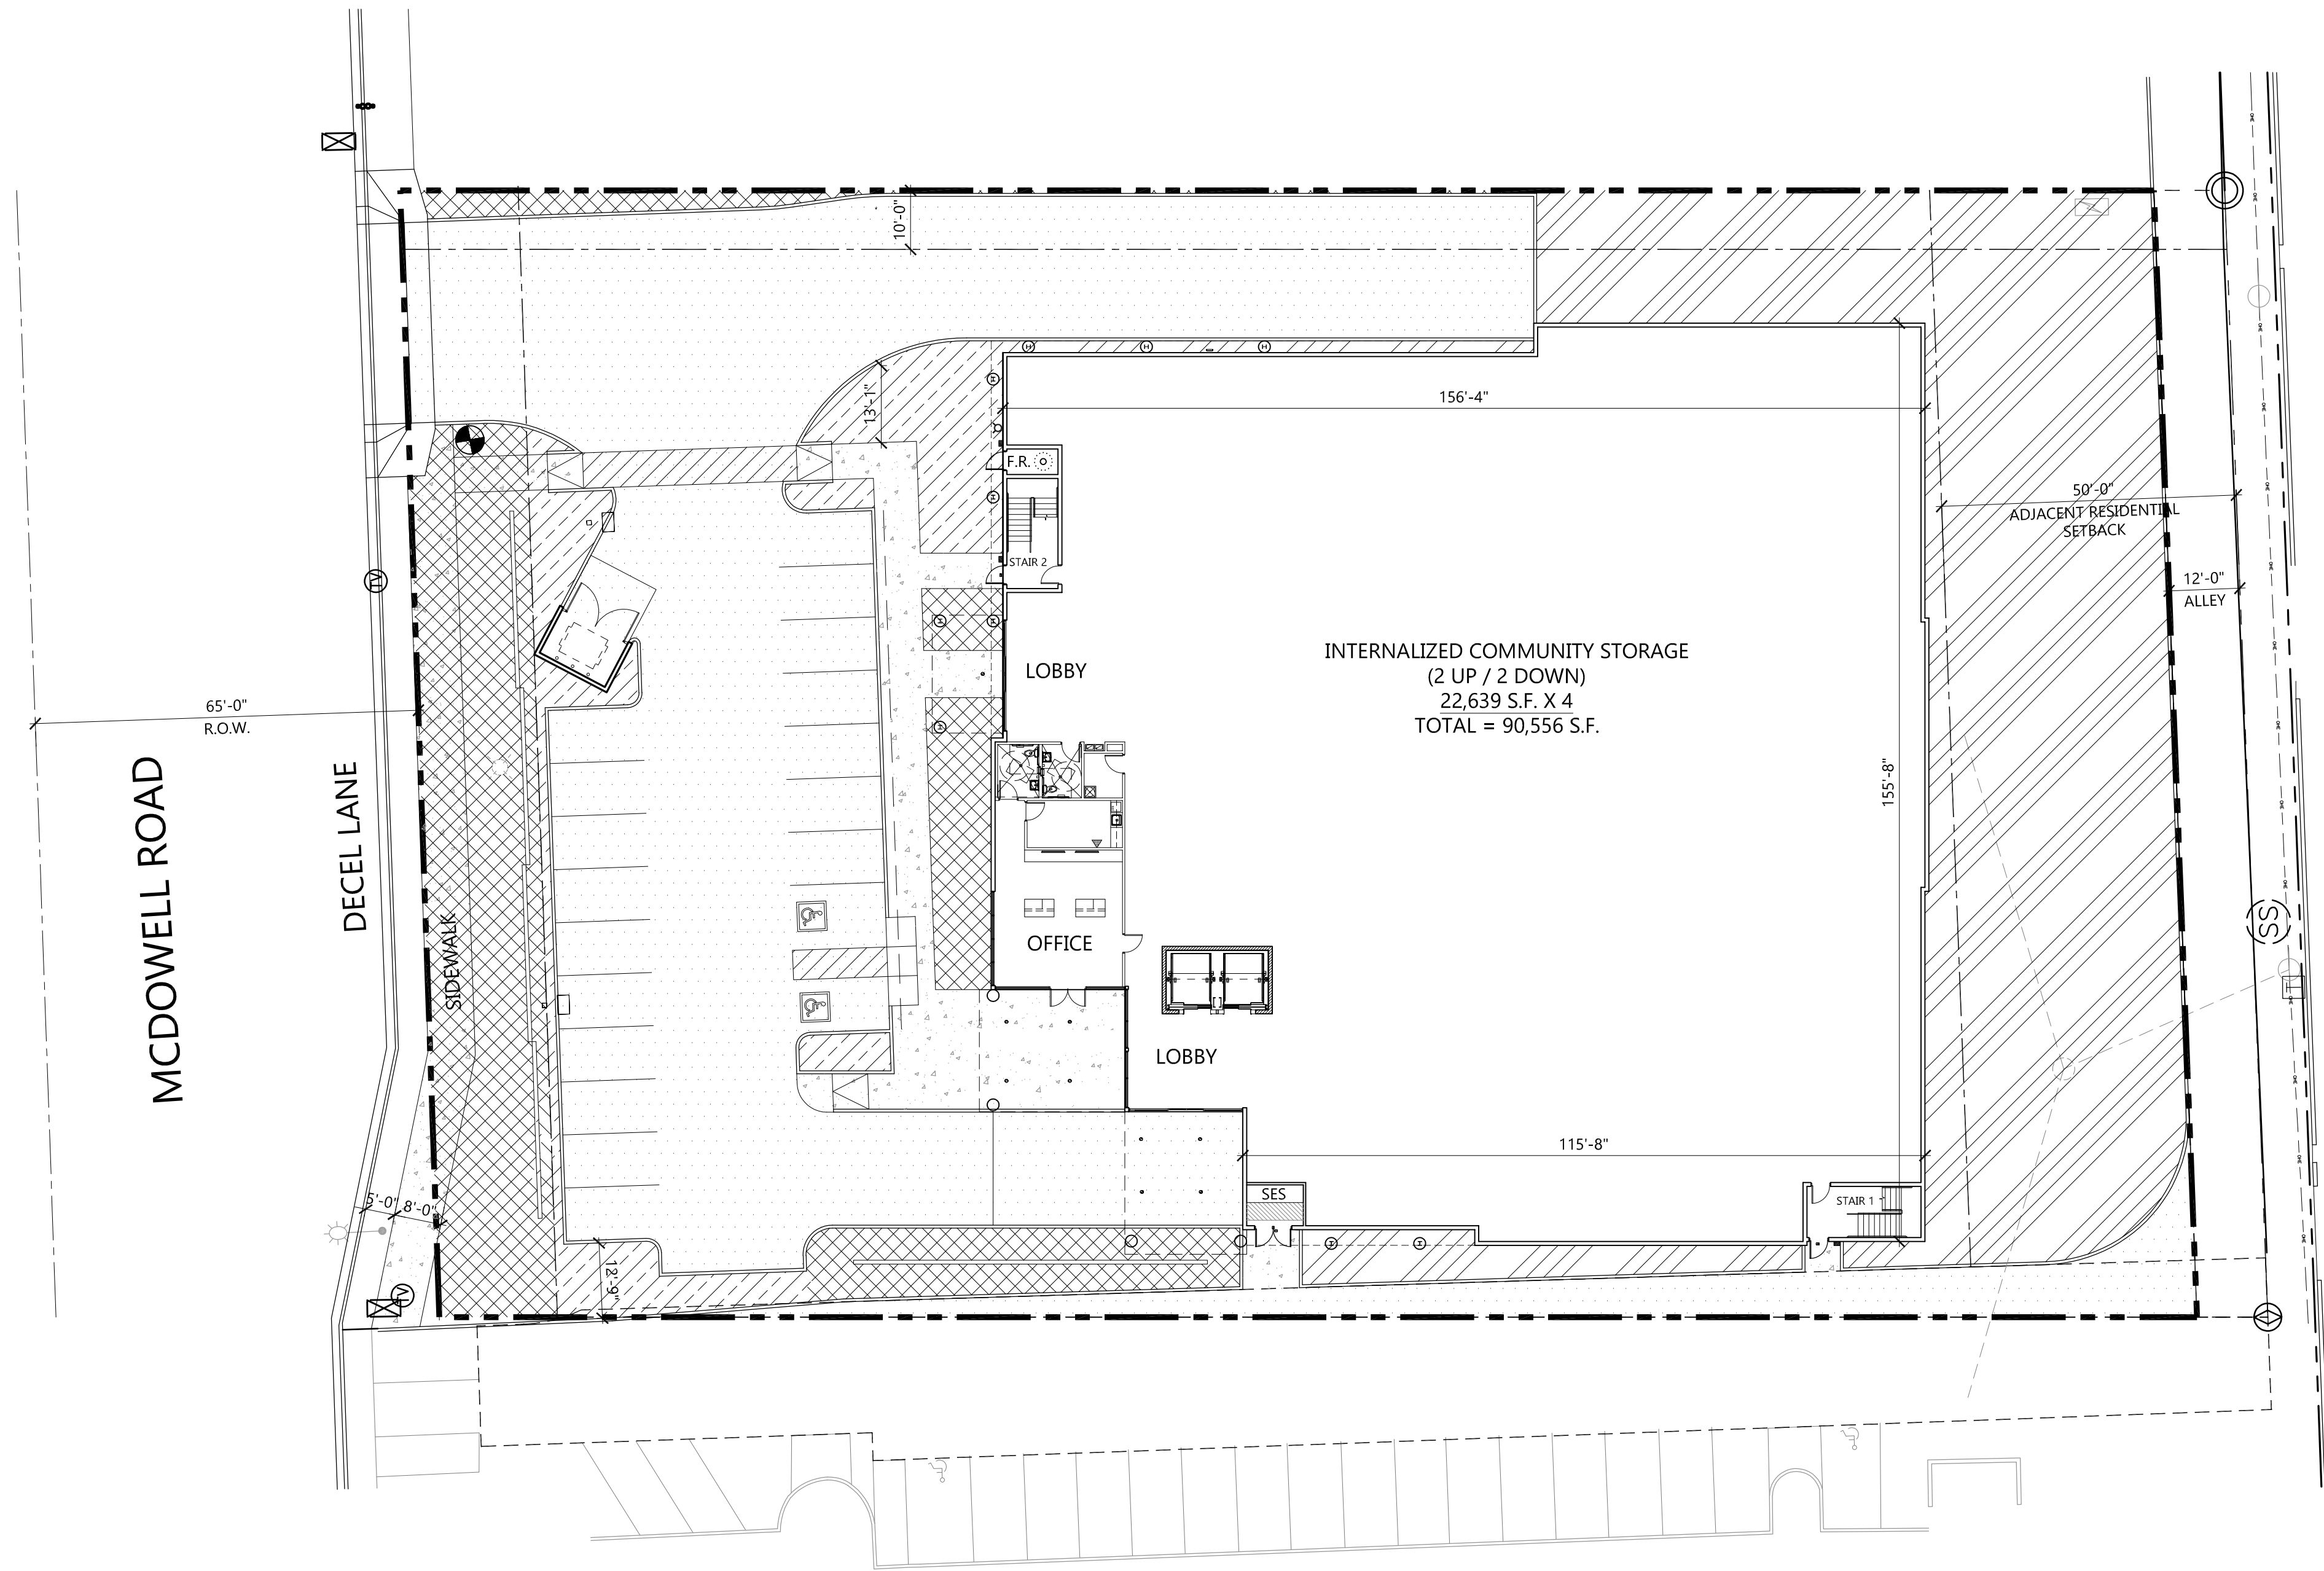 10'-0"
13'-1"
156'-4"
F.R.
STAIR 2
50'-0"
ADJACENT RESIDENTIAL
SETBACK
12'-0"
ALLEY
TV
LOBBY
INTERNALIZED COMMUNITY STORAGE
(2 UP / 2 DOWN)
22,639 S.F. X 4
TOTAL = 90,556 S.F.
65'-0"
R.O.W.
MCDOWELL ROAD
DECEL LANE
SIDEWALK
155'-8"
OFFICE
SS
LOBBY
115'-8"
SES
STAIR 1
5'-0"
8'-0"
12'-9"
TV